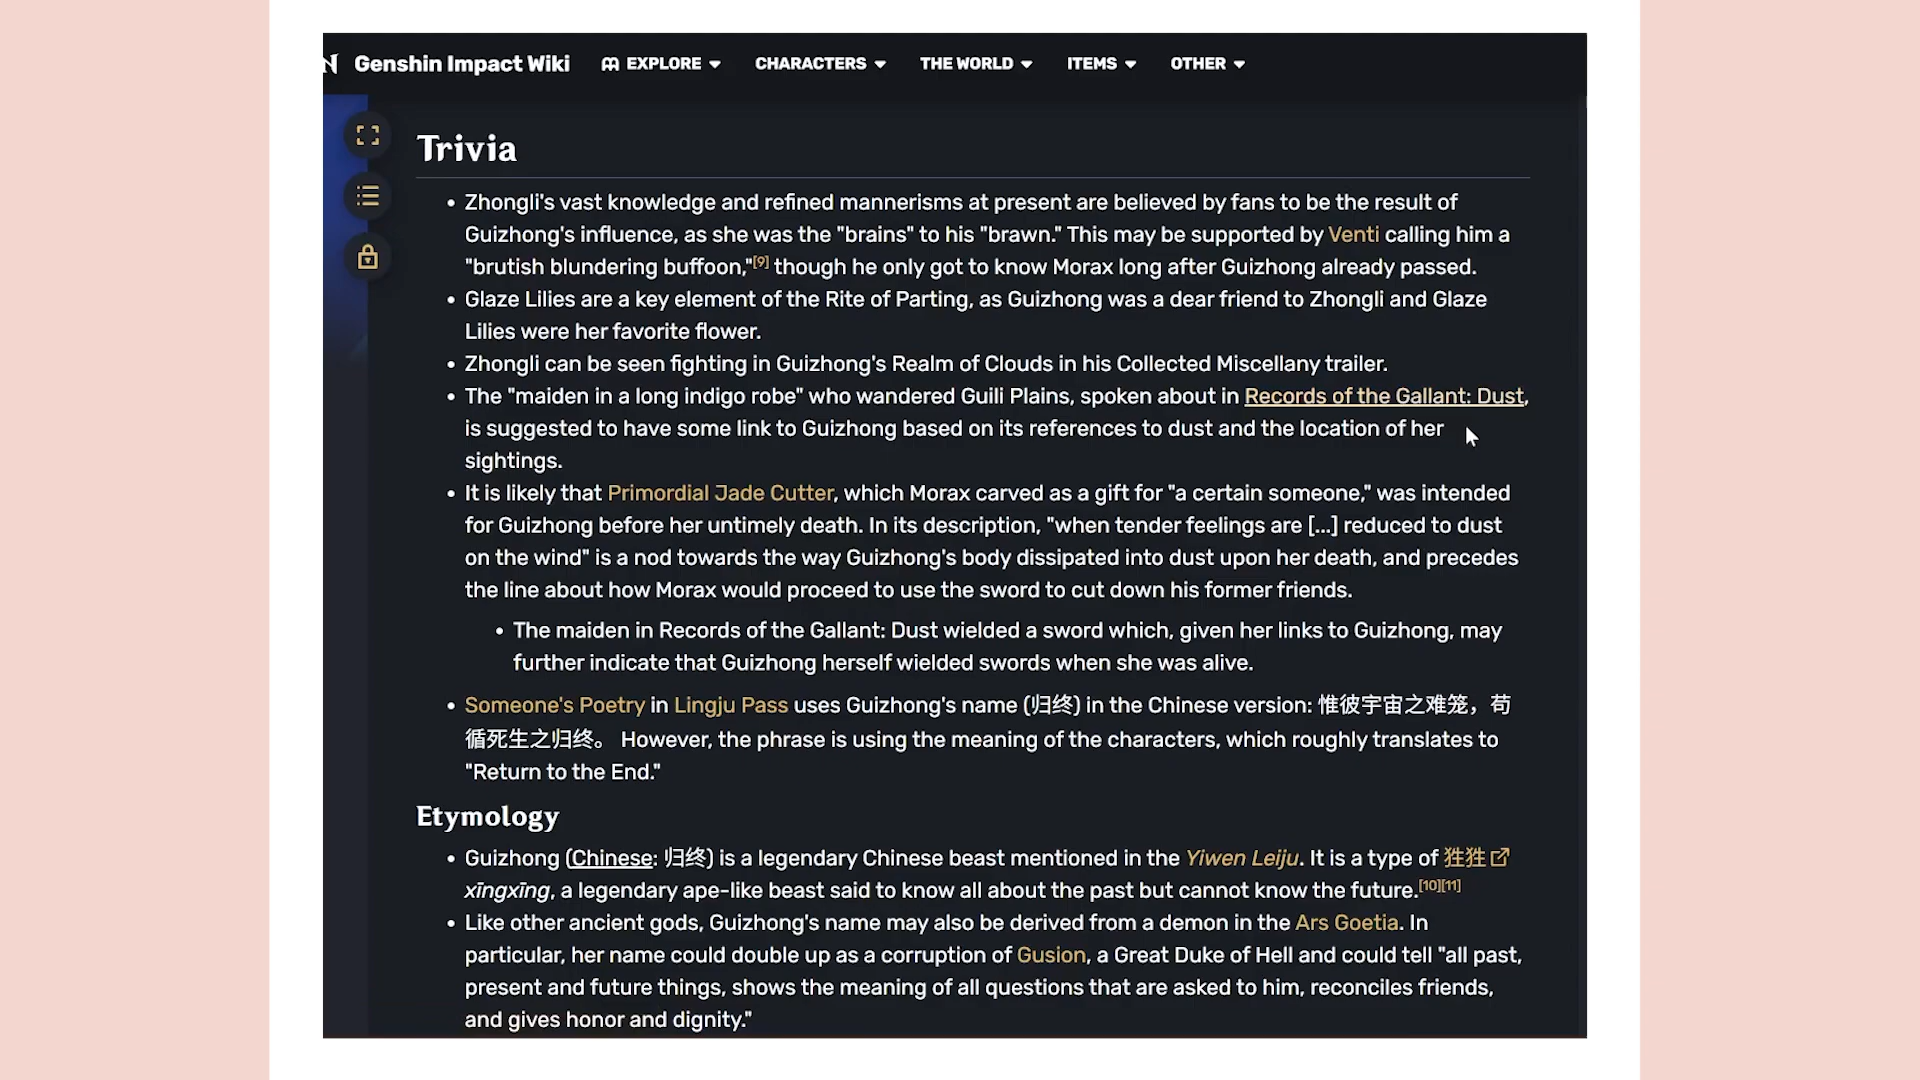 Genshin Impact Wiki EXPLORE CHARACTERS THE WORLD ITEMS OTHER
Trivia
• Zhongli's vast knowledge and refined mannerisms at present are believed by fans to be the result of
Guizhong's influence, as she was the "brains" to his "brawn." This may be supported by Venti calling him a
"brutish blundering buffoon,"[9] though he only got to know Morax long after Guizhong already passed.
• Glaze Lilies are a key element of the Rite of Parting, as Guizhong was a dear friend to Zhongli and Glaze
Lilies were her favorite flower.
• Zhongli can be seen fighting in Guizhong's Realm of Clouds in his Collected Miscellany trailer.
• The "maiden in a long indigo robe" who wandered Guili Plains, spoken about in Records of the Gallant: Dust,
is suggested to have some link to Guizhong based on its references to dust and the location of her
sightings.
• It is likely that Primordial Jade Cutter, which Morax carved as a gift for "a certain someone," was intended
for Guizhong before her untimely death. In its description, "when tender feelings are [...] reduced to dust
on the wind" is a nod towards the way Guizhong's body dissipated into dust upon her death, and precedes
the line about how Morax would proceed to use the sword to cut down his former friends.
• The maiden in Records of the Gallant: Dust wielded a sword which, given her links to Guizhong, may
further indicate that Guizhong herself wielded swords when she was alive.
• Someone's Poetry in Lingju Pass uses Guizhong's name (归终) in the Chinese version: 惟彼宇宙之难笼，苟
循死生之归终。 However, the phrase is using the meaning of the characters, which roughly translates to
"Return to the End."
Etymology
• Guizhong (Chinese: 归终) is a legendary Chinese beast mentioned in the Yiwen Leiju. It is a type of 狌狌
xīngxīng, a legendary ape-like beast said to know all about the past but cannot know the future.[10][11]
• Like other ancient gods, Guizhong's name may also be derived from a demon in the Ars Goetia. In
particular, her name could double up as a corruption of Gusion, a Great Duke of Hell and could tell "all past,
present and future things, shows the meaning of all questions that are asked to him, reconciles friends,
and gives honor and dignity."